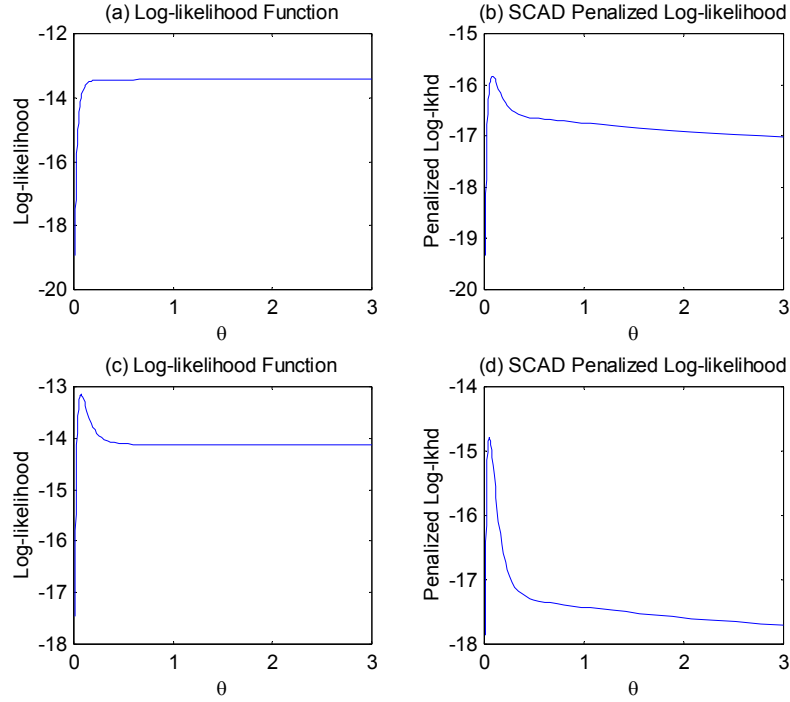 (a) Log-likelihood Function
-12
-14
-16
-18
-20
Log-likelihood
0 1 2 3
θ
(b) SCAD Penalized Log-likelihood
-15
-16
-17
-18
-19
-20
Penalized Log-lkhd
0 1 2 3
θ
(c) Log-likelihood Function
-13
-14
-15
-16
-17
-18
Log-likelihood
0 1 2 3
θ
(d) SCAD Penalized Log-likelihood
-14
-15
-16
-17
-18
Penalized Log-lkhd
0 1 2 3
θ